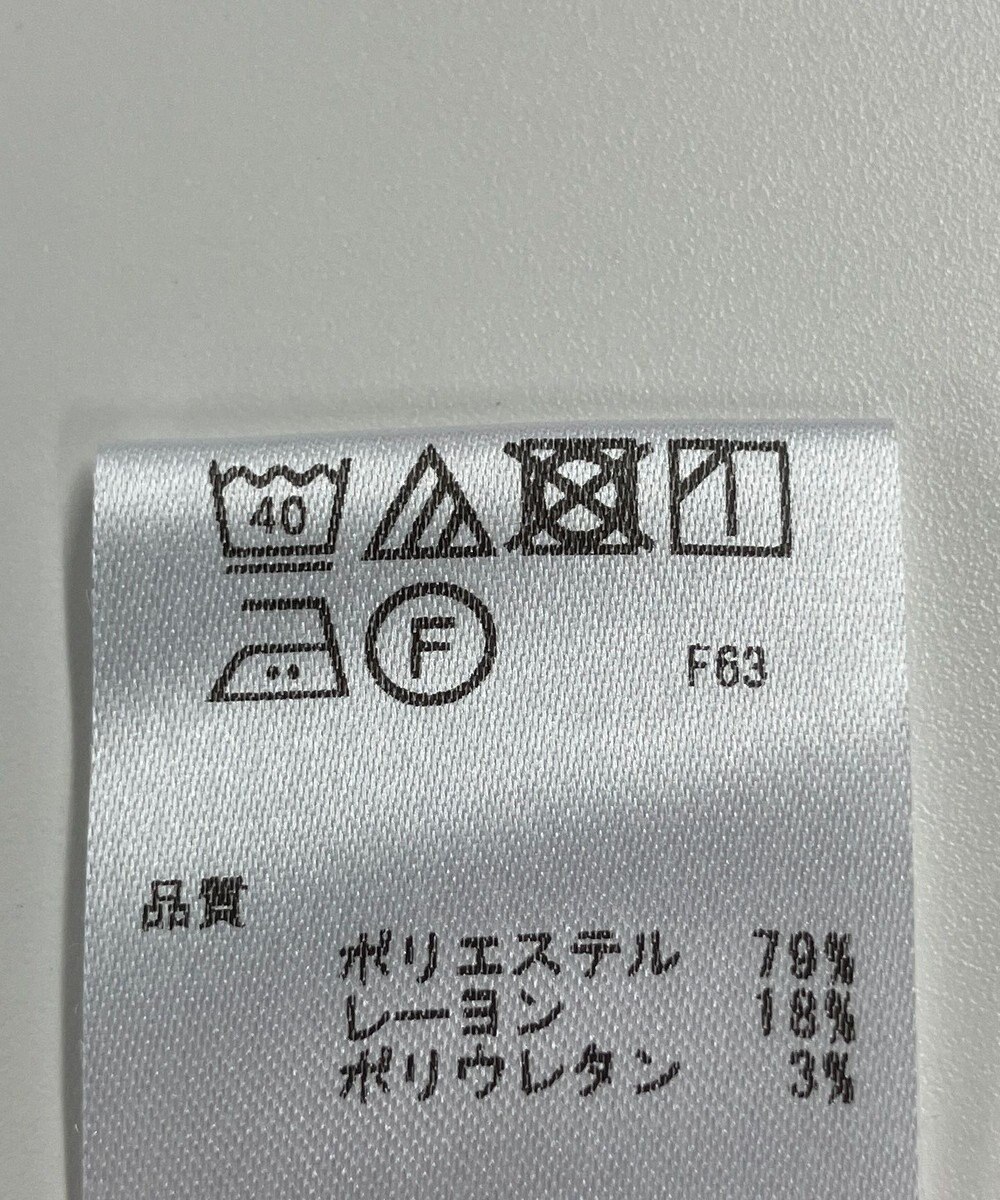 40
F F63
品質
ポリエステル 79%
レーヨン 18%
ポリウレタン 3%